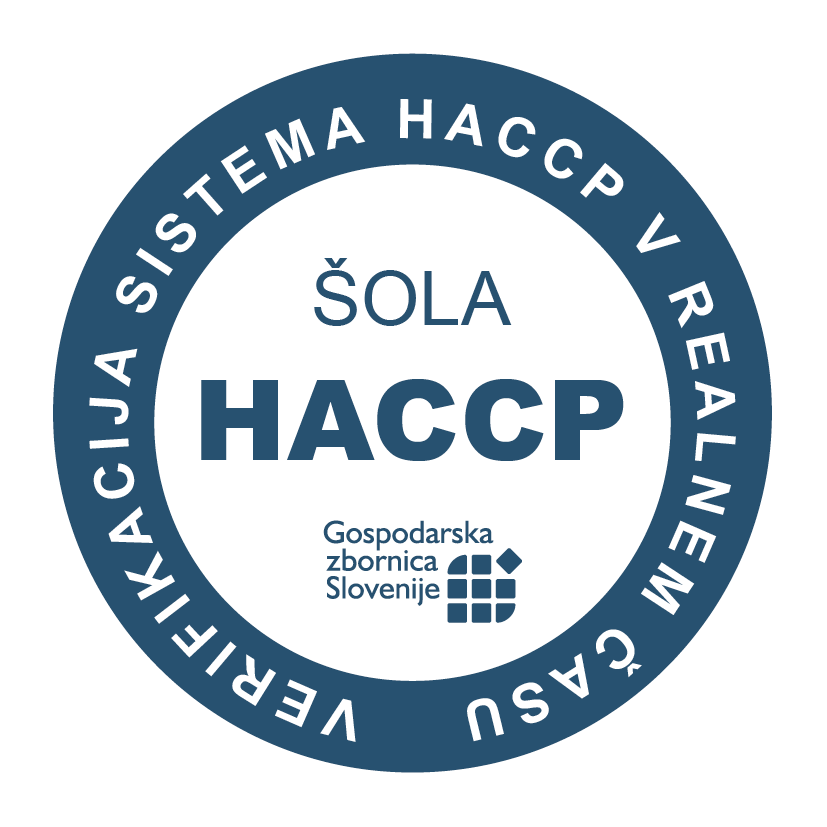 VERIFIKACIJA SISTEMA HACCP V REALNEM ČASU
ŠOLA
HACCP
Gospodarska
zbornica
Slovenije